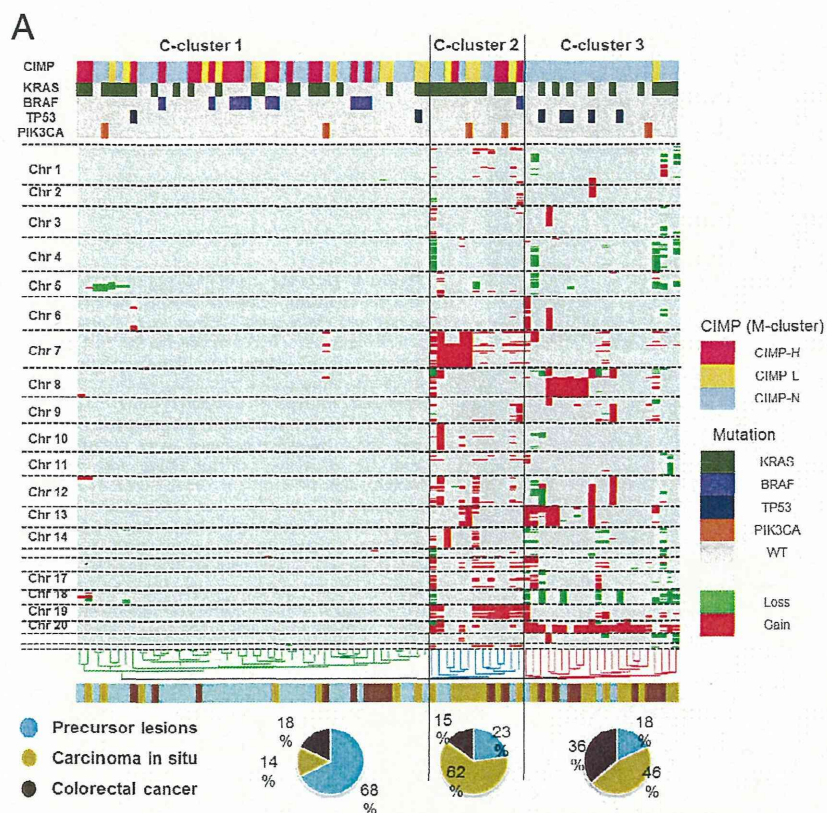 A
C-cluster 1 C-cluster 2 C-cluster 3
CIMP
KRAS
BRAF
TP53
PIK3CA
Chr 1
Chr 2
Chr 3
Chr 4
Chr 5
Chr 6
Chr 7
Chr 8
Chr 9
Chr 10
Chr 11
Chr 12
Chr 13
Chr 14
Chr 17
Chr 18
Chr 19
Chr 20
CIMP (M-cluster)
CIMP-H
CIMP L
CIMP-N
Mutation
KRAS
BRAF
TP53
PIK3CA
WT
Loss
Gain
Precursor lesions
Carcinoma in situ
Colorectal cancer
18
%
14
%
68
%
15
%
23
%
62
%
18
%
36
%
46
%